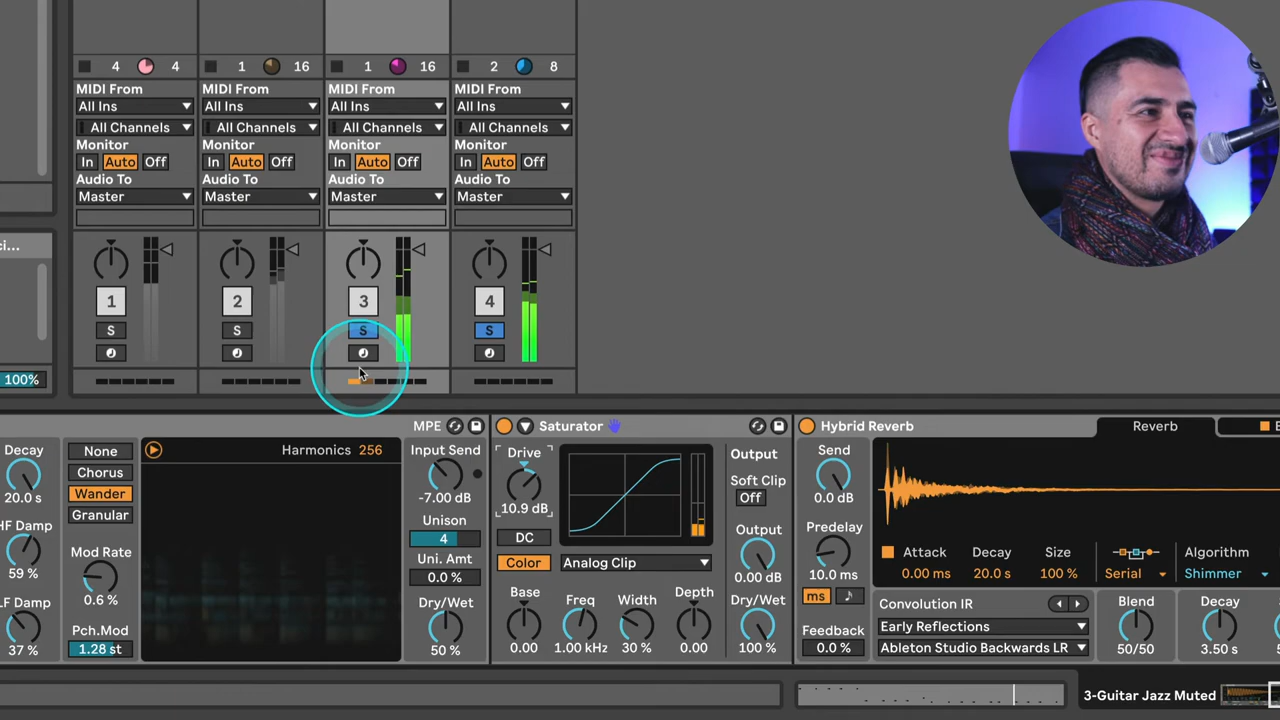 4 4 1 16 1 16 2 8
MIDI From MIDI From MIDI From MIDI From
All Ins All Ins All Ins All Ins
All Channels All Channels All Channels All Channels
Monitor Monitor Monitor Monitor
In Auto Off In Auto Off In Auto Off In Auto Off
Audio To Audio To Audio To Audio To
Master Master Master Master
ci...
1 2 3 4
S S S S
100%
MPE Saturator Hybrid Reverb Reverb
Decay
20.0 s
59 %
37 %
None
Chorus
Wander
Granular
Mod Rate
0.6 %
Pch.Mod
1.28 st
Harmonics 256
Input Send
-7.00 dB
Unison
4
Uni. Amt
0.0 %
Dry/Wet
50 %
Drive
10.9 dB
DC
Color Analog Clip
Base Freq Width Depth
0.00 1.00 kHz 30 % 0.00
Output
Soft Clip
Off
Output
0.00 dB
Dry/Wet
100 %
Send
0.0 dB
Predelay
10.0 ms
ms
Feedback
0.0 %
Attack Decay Size
0.00 ms 20.0 s 100 %
Serial
Algorithm
Shimmer
Convolution IR
Early Reflections
Ableton Studio Backwards LR
Blend
50/50
Decay
3.50 s
HF Damp
LF Damp
3-Guitar Jazz Muted